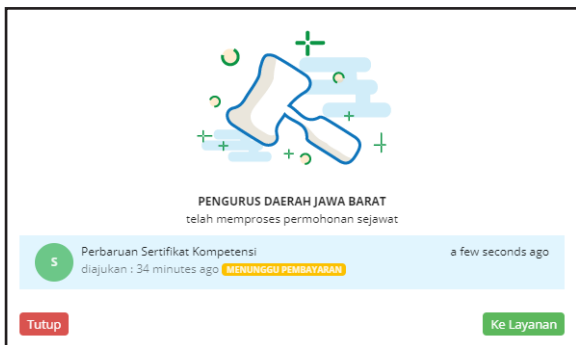 PENGURUS DAERAH JAWA BARAT
telah memproses permohonan sejawat
S
Perbaruan Sertifikat Kompetensi
a few seconds ago
diajukan : 34 minutes ago MENUNGGU PEMBAYARAN
Tutup
Ke Layanan